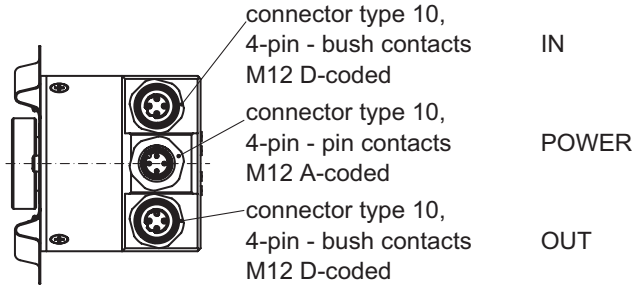 connector type 10,
4-pin - bush contacts IN
M12 D-coded
connector type 10,
4-pin - pin contacts POWER
M12 A-coded
connector type 10,
4-pin - bush contacts OUT
M12 D-coded